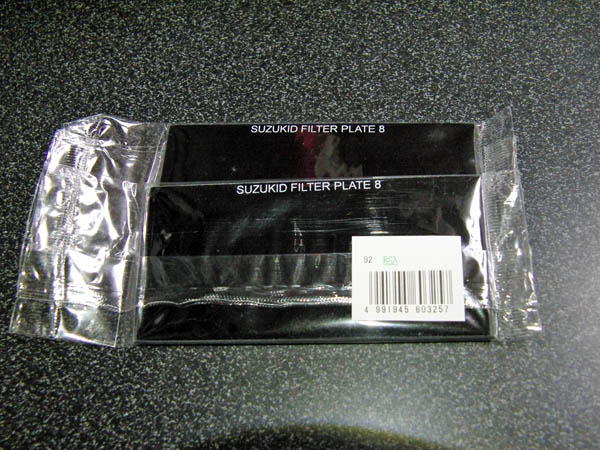 SUZUKID FILTER PLATE 8
SUZUKID FILTER PLATE 8
92
4 991945 603257